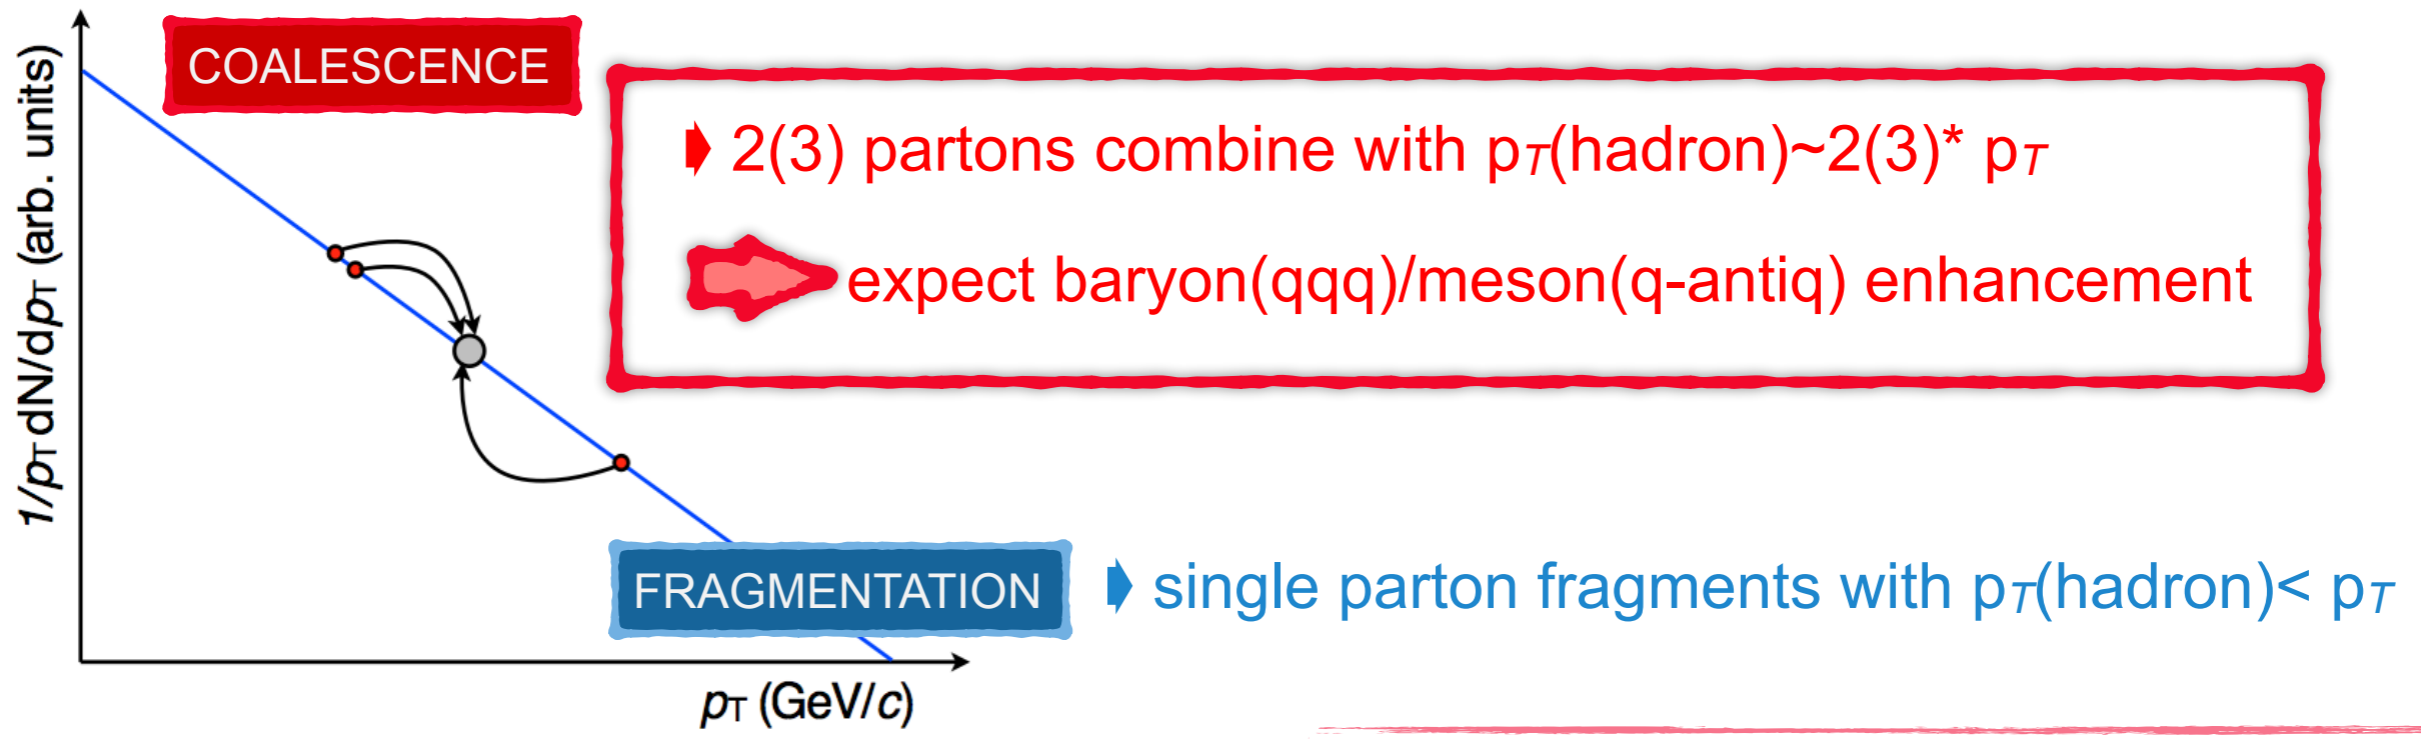 COALESCENCE
2(3) partons combine with pT(hadron)~2(3)* pT
expect baryon(qqq)/meson(q-antiq) enhancement
1/pT dN/dpT (arb. units)
FRAGMENTATION
single parton fragments with pT(hadron)< pT
pT (GeV/c)